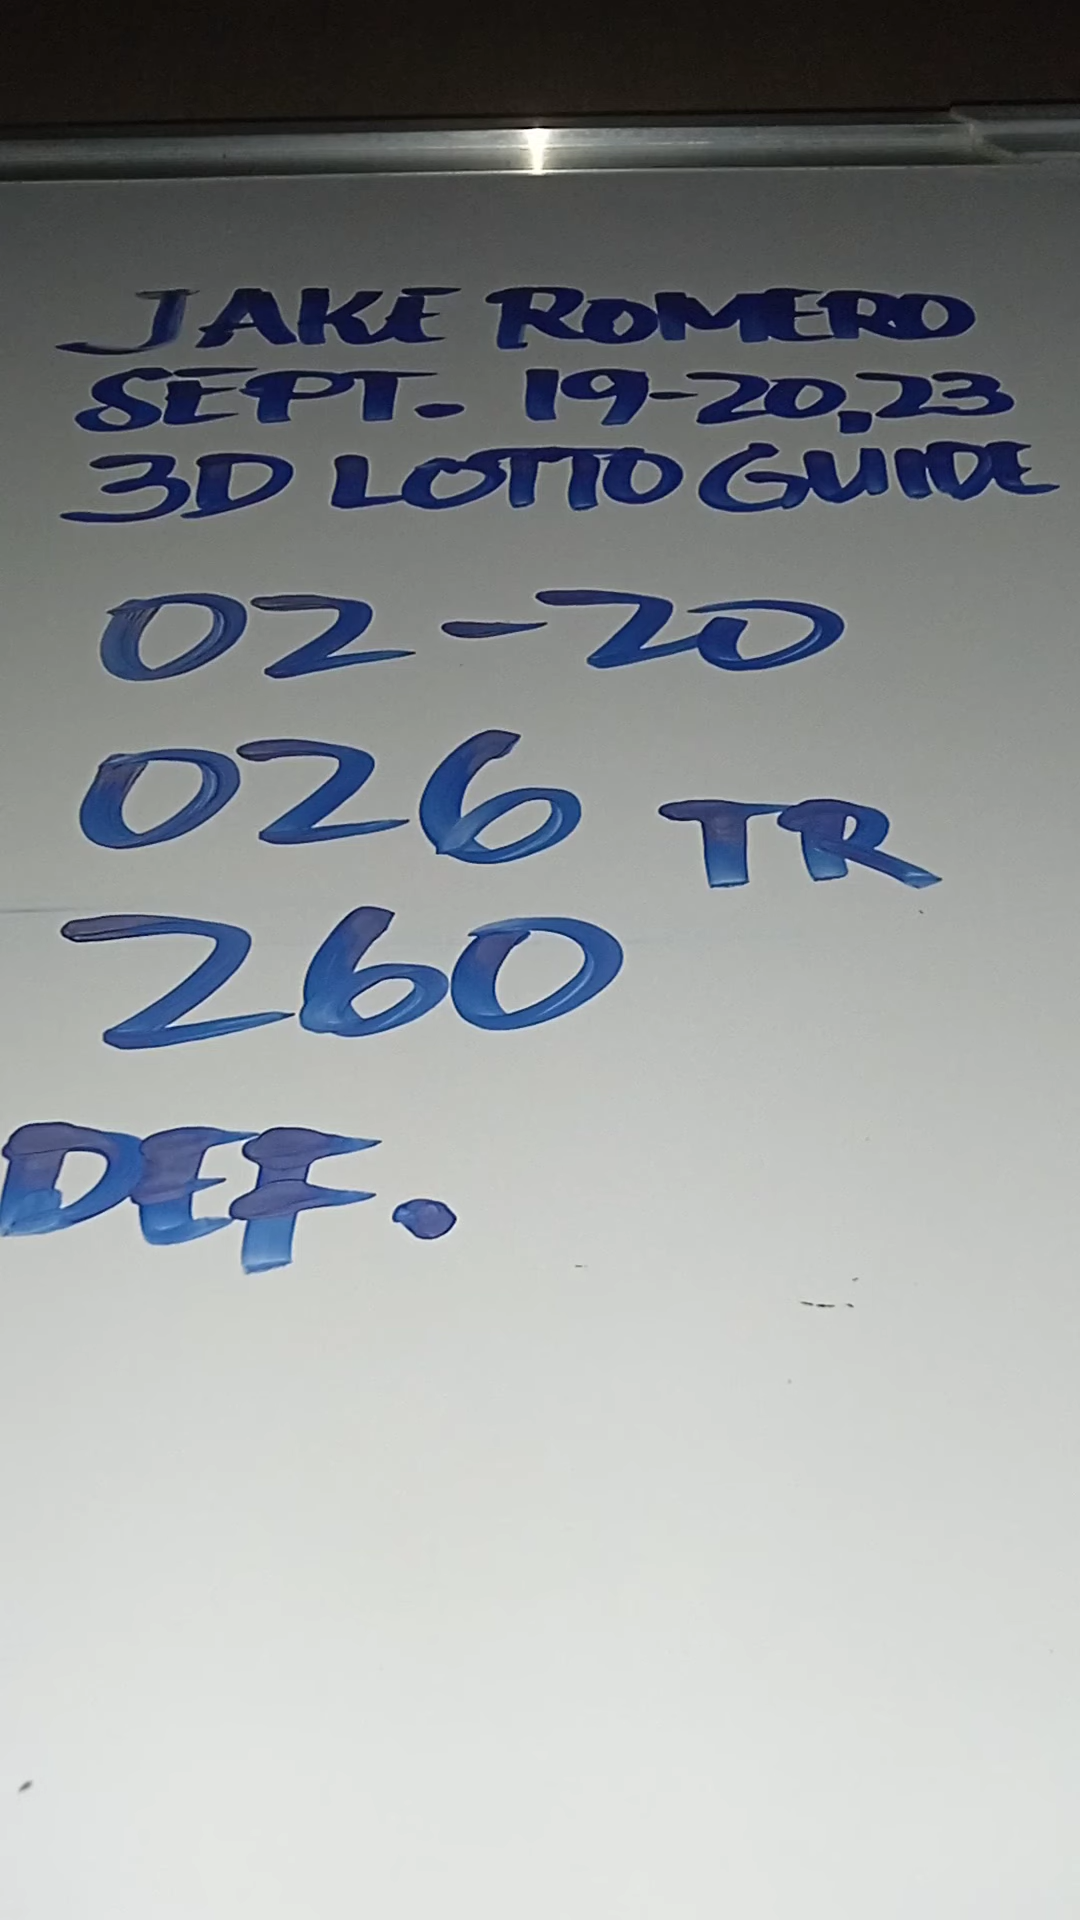 JAKE ROMERO
SEPT. 19-20,23
3D LOTTO GUIDE
02-20
026 TR
260
DEF.